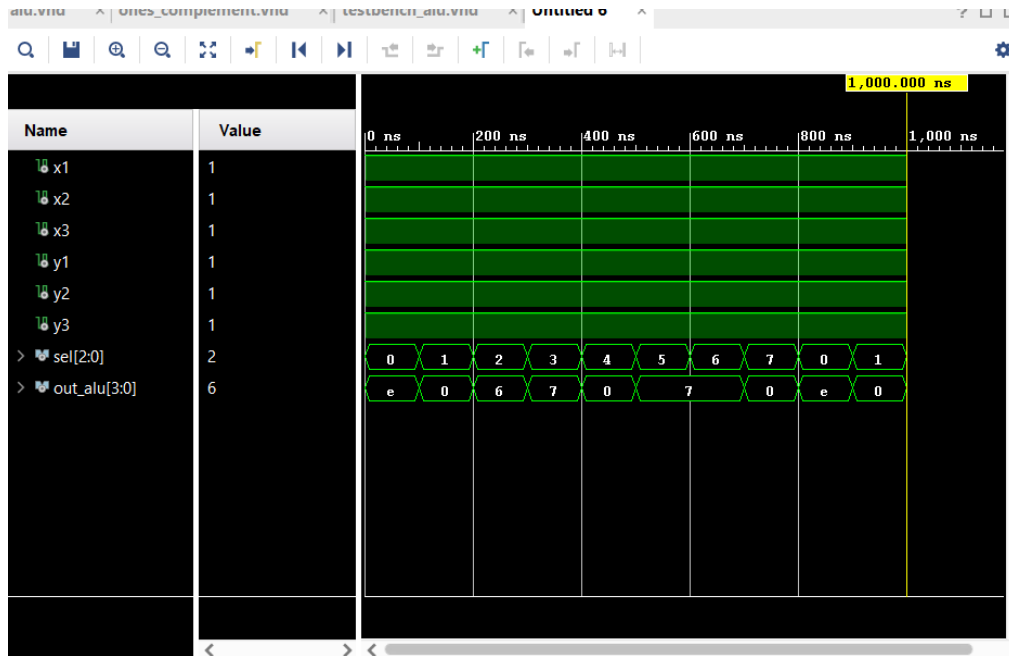 alu.vhd × ones_complement.vhd × testbench_alu.vhd × Untitled 6 × ?
1,000.000 ns
Name Value
0 ns 200 ns 400 ns 600 ns 800 ns 1,000 ns
x1 1
x2 1
x3 1
y1 1
y2 1
y3 1
> sel[2:0] 2 0 1 2 3 4 5 6 7 0 1
> out_alu[3:0] 6 e 0 6 7 0 7 0 e 0